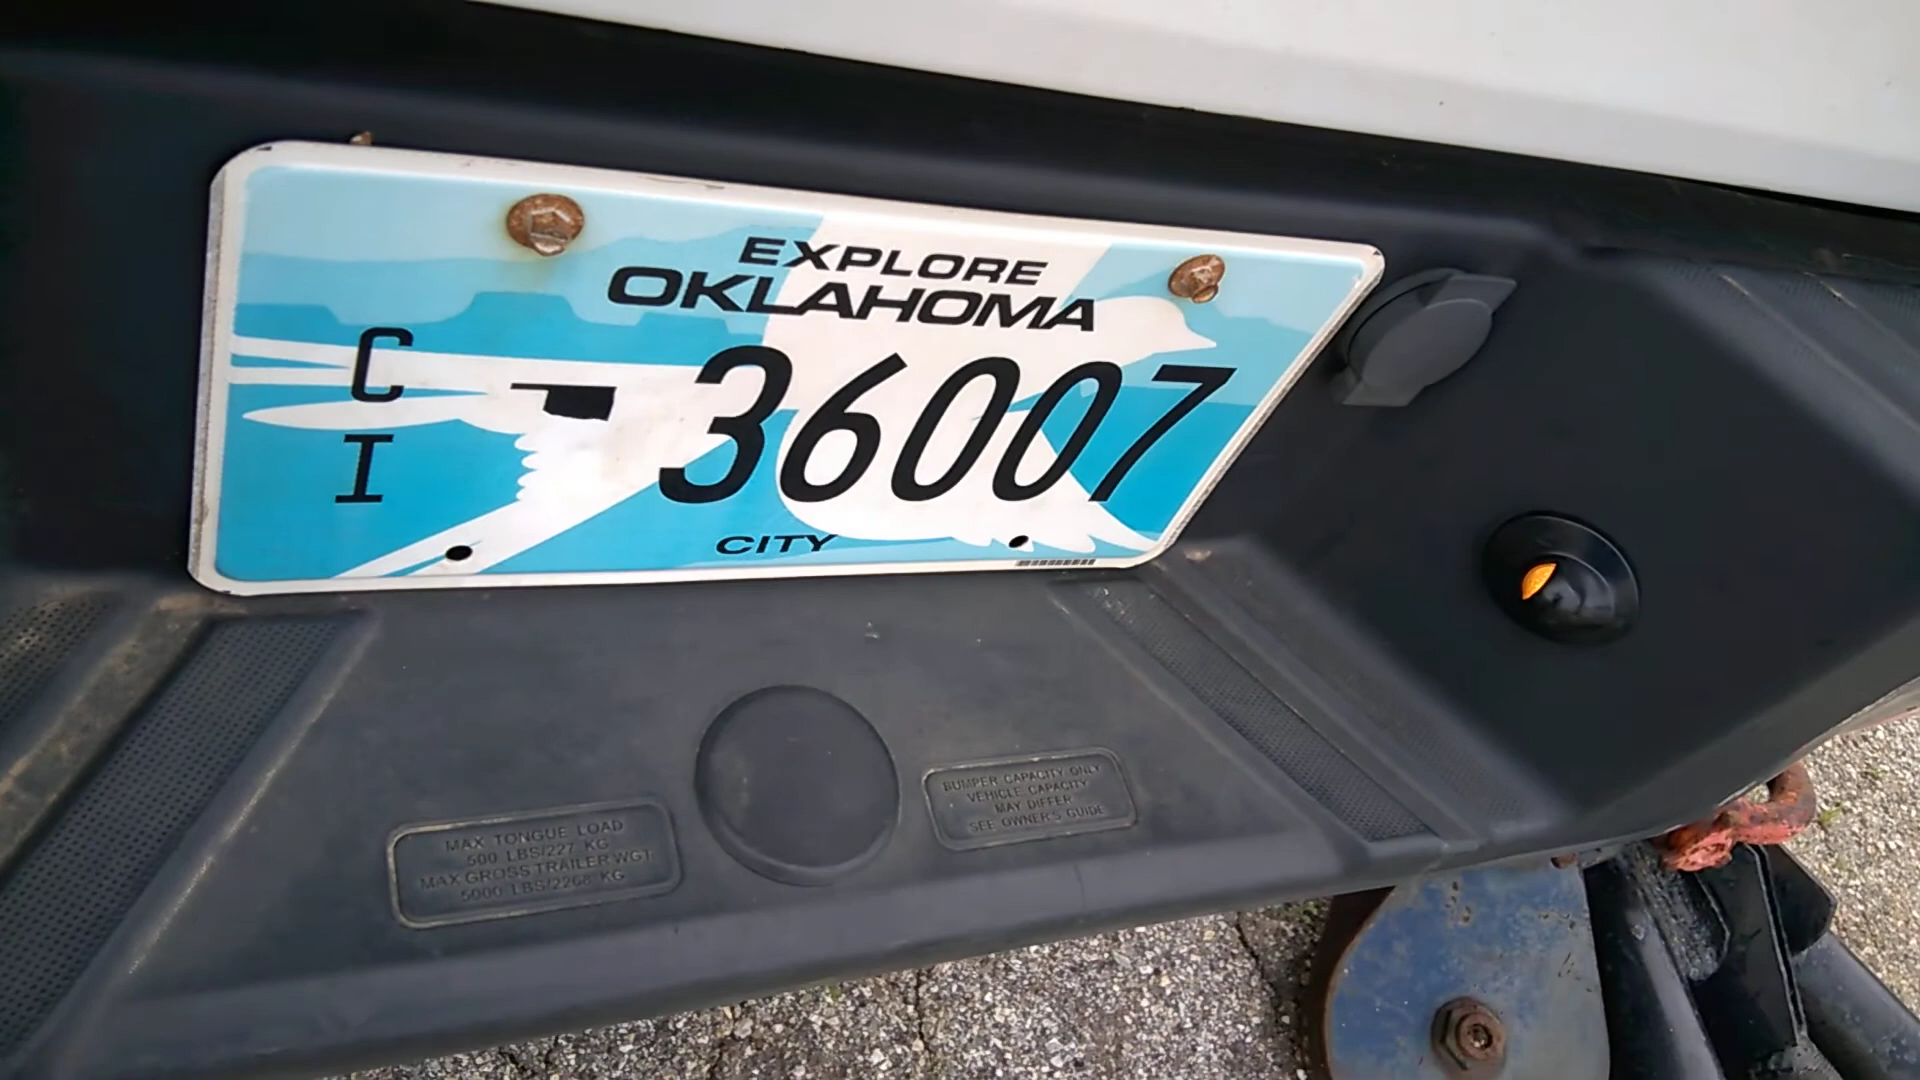 EXPLORE
OKLAHOMA
CI
36007
CITY
MAX TONGUE LOAD
500 LBS/227 KG
MAX GROSS TRAILER WGT
5000 LBS/2268 KG
BUMPER CAPACITY ONLY
VEHICLE CAPACITY
MAY DIFFER
SEE OWNER'S GUIDE